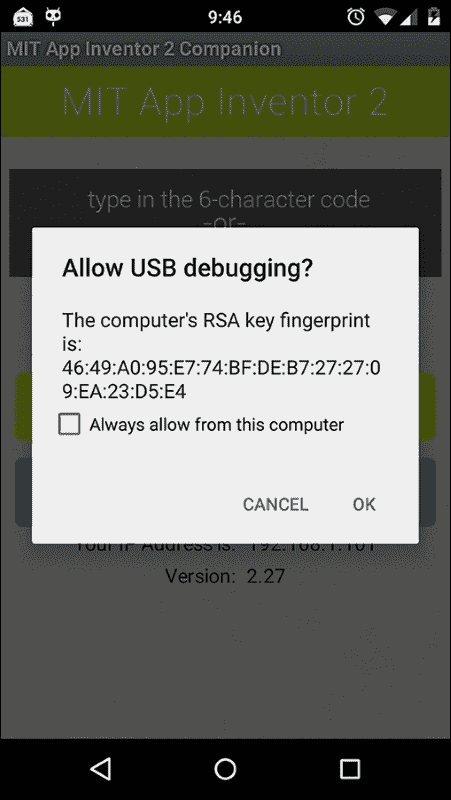 531
9:46
MIT App Inventor 2 Companion
MIT App Inventor 2
type in the 6-character code
-or-
Allow USB debugging?
The computer's RSA key fingerprint
is:
46:49:A0:95:E7:74:BF:DE:B7:27:27:0
9:EA:23:D5:E4
Always allow from this computer
CANCEL OK
Your IP Address is: 192.168.1.101
Version: 2.27